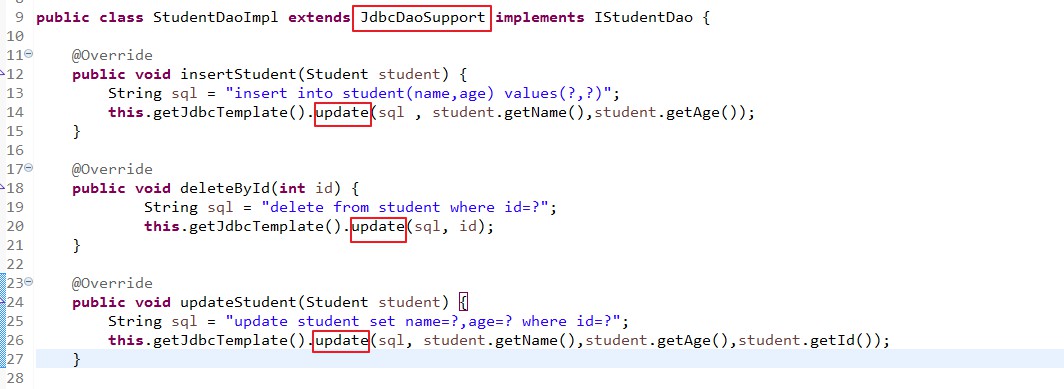 9 public class StudentDaoImpl extends JdbcDaoSupport implements IStudentDao {
10
11 @Override
12 public void insertStudent(Student student) {
13 String sql = "insert into student(name,age) values(?,?)";
14 this.getJdbcTemplate().update(sql , student.getName(),student.getAge());
15 }
16
17 @Override
18 public void deleteById(int id) {
19 String sql = "delete from student where id=?";
20 this.getJdbcTemplate().update(sql, id);
21 }
22
23 @Override
24 public void updateStudent(Student student) {
25 String sql = "update student set name=?,age=? where id=?";
26 this.getJdbcTemplate().update(sql, student.getName(),student.getAge(),student.getId());
27 }
28